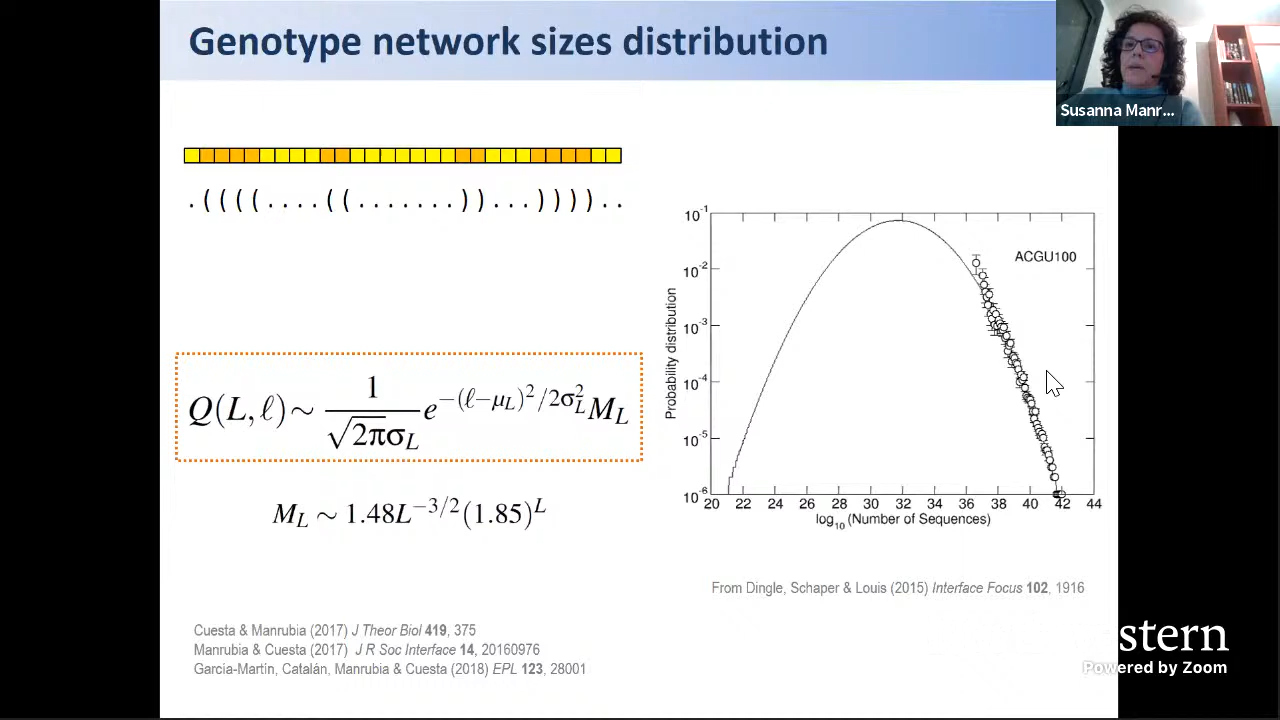 Genotype network sizes distribution
Susanna Manr...
.((((....((.......))...))))..
Q(L, ℓ) ∼ 1/(√2π σ_L) e^{−(ℓ−μ_L)²/2σ_L²} M_L
M_L ∼ 1.48L^{−3/2}(1.85)^L
ACGU100
Probability distribution
10^-1
10^-2
10^-3
10^-4
10^-5
10^-6
20 22 24 26 28 30 32 34 36 38 40 42 44
log_10 (Number of Sequences)
From Dingle, Schaper & Louis (2015) Interface Focus 102, 1916
Cuesta & Manrubia (2017) J Theor Biol 419, 375
Manrubia & Cuesta (2017) J R Soc Interface 14, 20160976
García-Martín, Catalán, Manrubia & Cuesta (2018) EPL 123, 28001
stern
Powered by Zoom